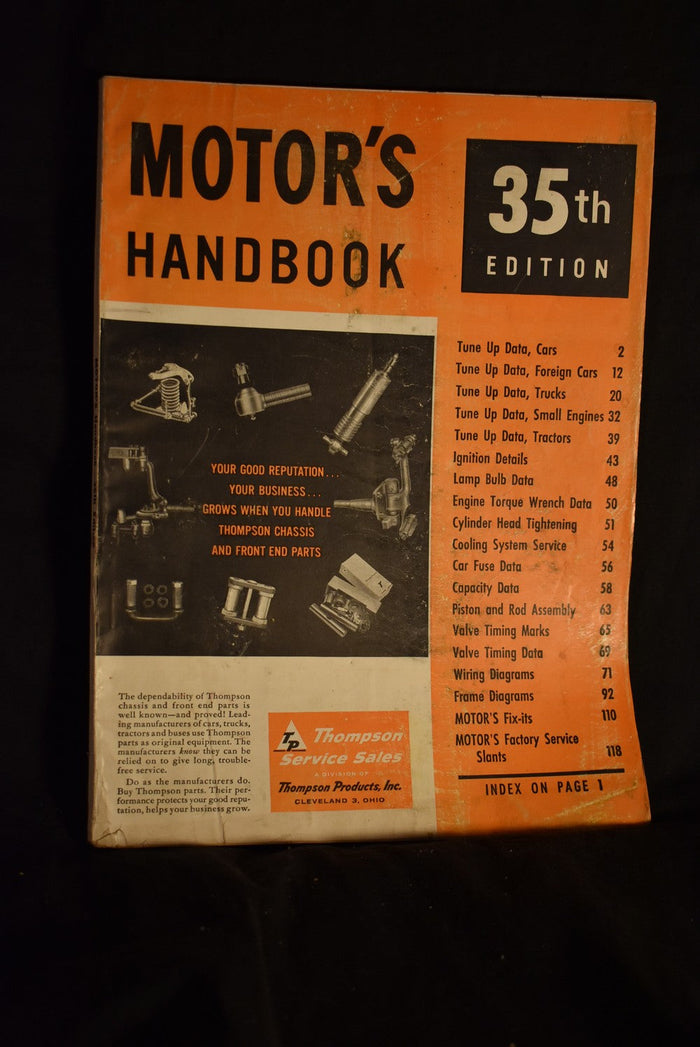 MOTOR'S
HANDBOOK
35th
EDITION
YOUR GOOD REPUTATION...
YOUR BUSINESS...
GROWS WHEN YOU HANDLE
THOMPSON CHASSIS
AND FRONT END PARTS
The dependability of Thompson
chassis and front end parts is
well known—and proved! Lead-
ing manufacturers of cars, trucks,
tractors and buses use Thompson
parts as original equipment. The
manufacturers know they can be
relied on to give long, trouble-
free service.
Do as the manufacturers do.
Buy Thompson parts. Their per-
formance protects your good repu-
tation, helps your business grow.
TP
Thompson
Service Sales
A DIVISION OF
Thompson Products, Inc.
CLEVELAND 3, OHIO
Tune Up Data, Cars 2
Tune Up Data, Foreign Cars 12
Tune Up Data, Trucks 20
Tune Up Data, Small Engines 32
Tune Up Data, Tractors 39
Ignition Details 43
Lamp Bulb Data 48
Engine Torque Wrench Data 50
Cylinder Head Tightening 51
Cooling System Service 54
Car Fuse Data 56
Capacity Data 58
Piston and Rod Assembly 63
Valve Timing Marks 65
Valve Timing Data 69
Wiring Diagrams 71
Frame Diagrams 92
MOTOR'S Fix-its 110
MOTOR'S Factory Service
Slants 118
INDEX ON PAGE 1